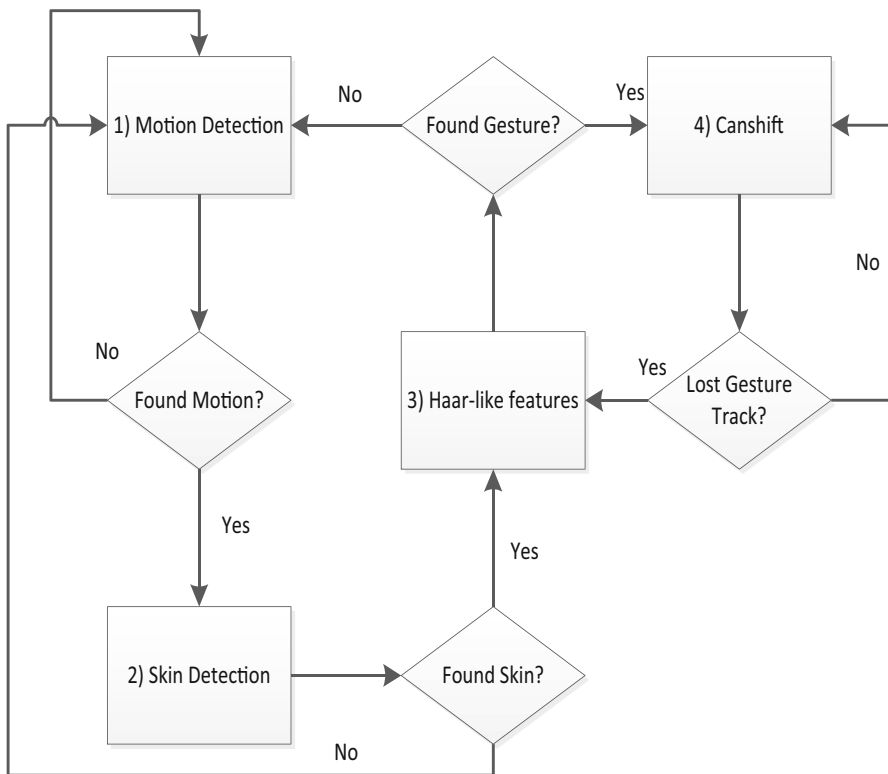 No
Yes
1) Motion Detection
Found Gesture?
4) Canshift
No
No
Yes
Lost Gesture
Track?
Found Motion?
3) Haar-like features
Yes
Yes
2) Skin Detection
Found Skin?
No